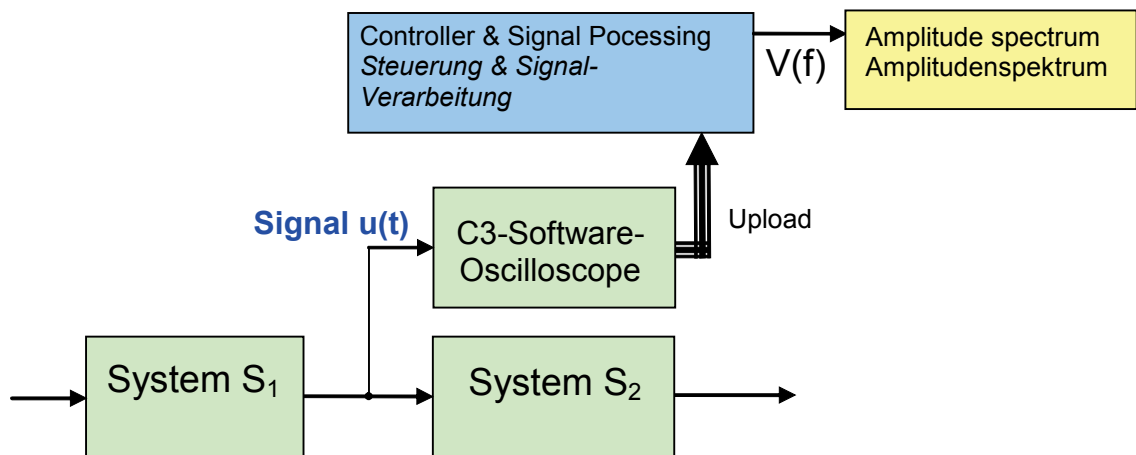 Controller & Signal Pocessing
Steuerung & Signal-
Verarbeitung
V(f)
Amplitude spectrum
Amplitudenspektrum
Signal u(t)
C3-Software-
Oscilloscope
Upload
System S₁
System S₂